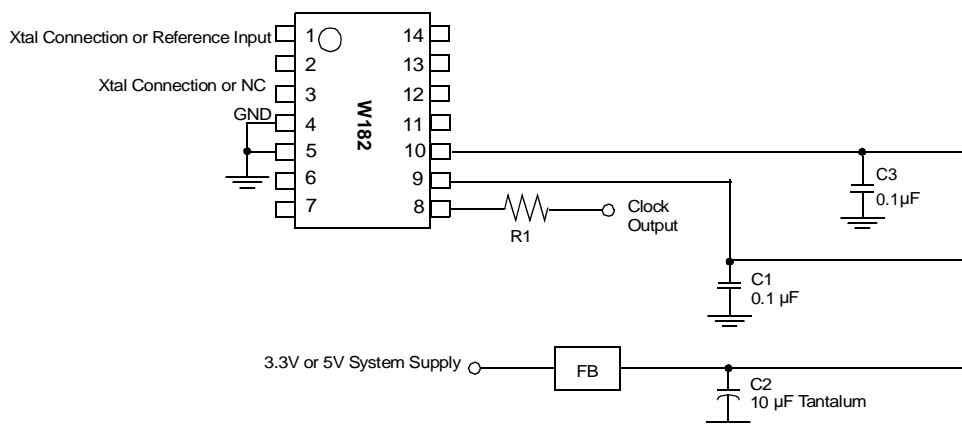 Xtal Connection or Reference Input
1
14
2
13
Xtal Connection or NC
3
12
GND
4
11
W182
5
10
6
9
7
8
C3
0.1µF
R1
Clock
Output
C1
0.1 µF
3.3V or 5V System Supply
FB
C2
10 µF Tantalum